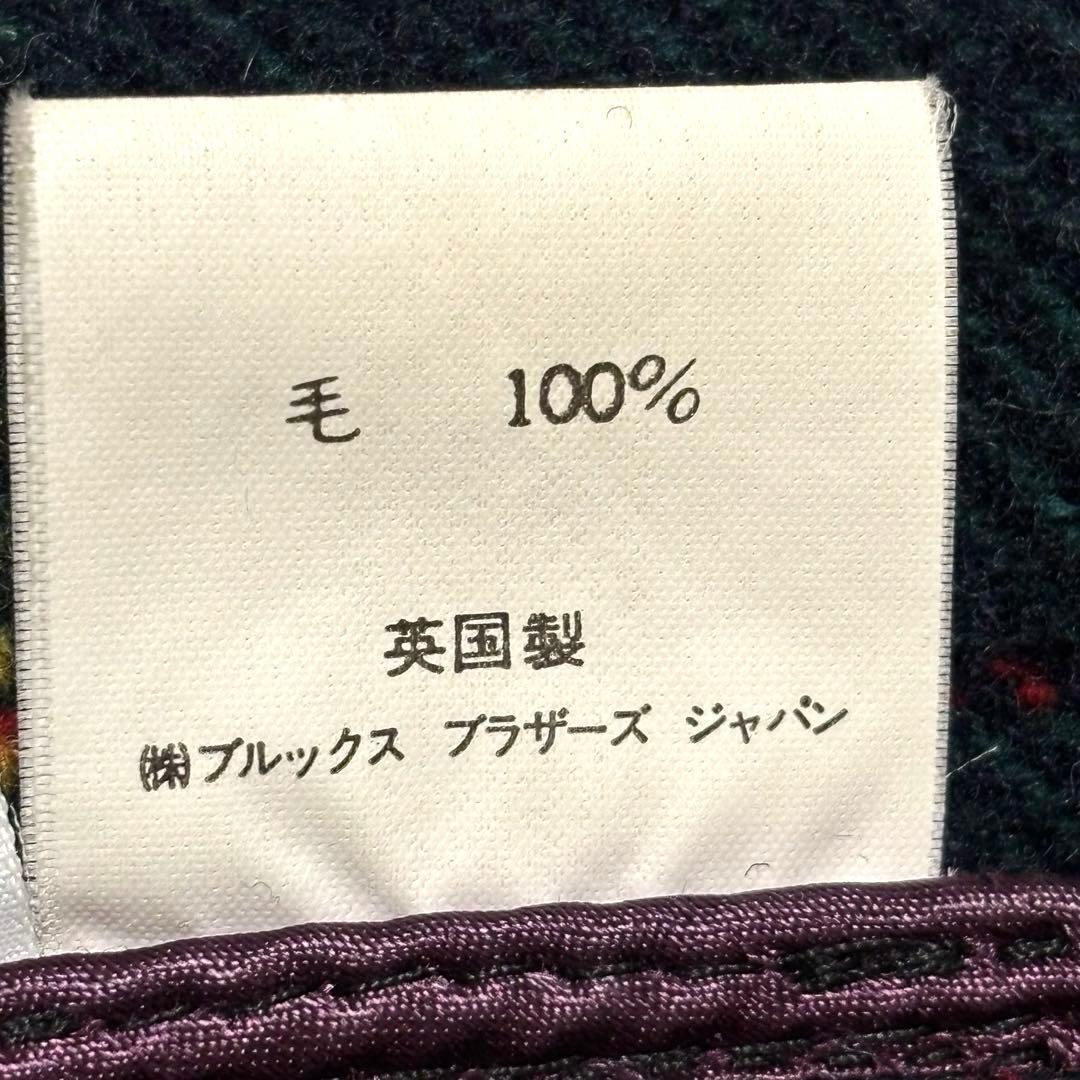 毛 100%
英国製
㈱ブルックス ブラザーズ ジャパン